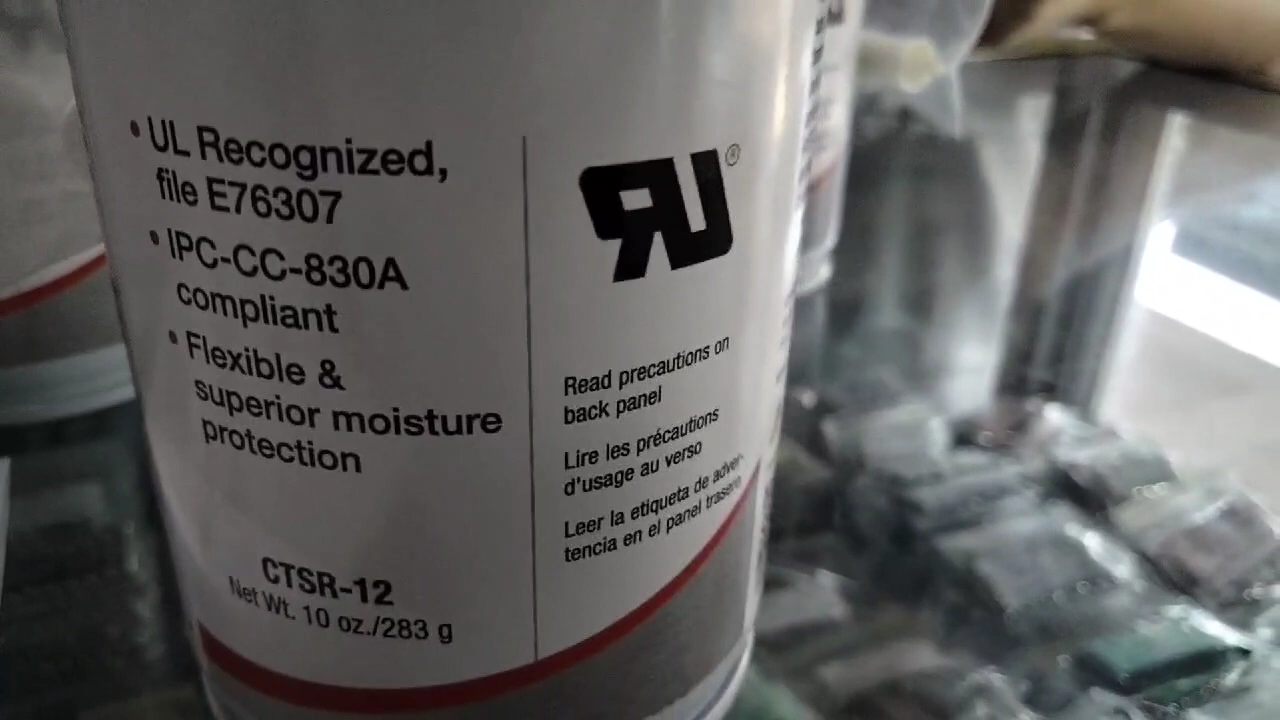 • UL Recognized,
file E76307
• IPC-CC-830A
compliant
• Flexible &
superior moisture
protection
CTSR-12
Net Wt. 10 oz./283 g
RU®
Read precautions on
back panel
Lire les précautions
d'usage au verso
Leer la etiqueta de adver-
tencia en el panel trasero